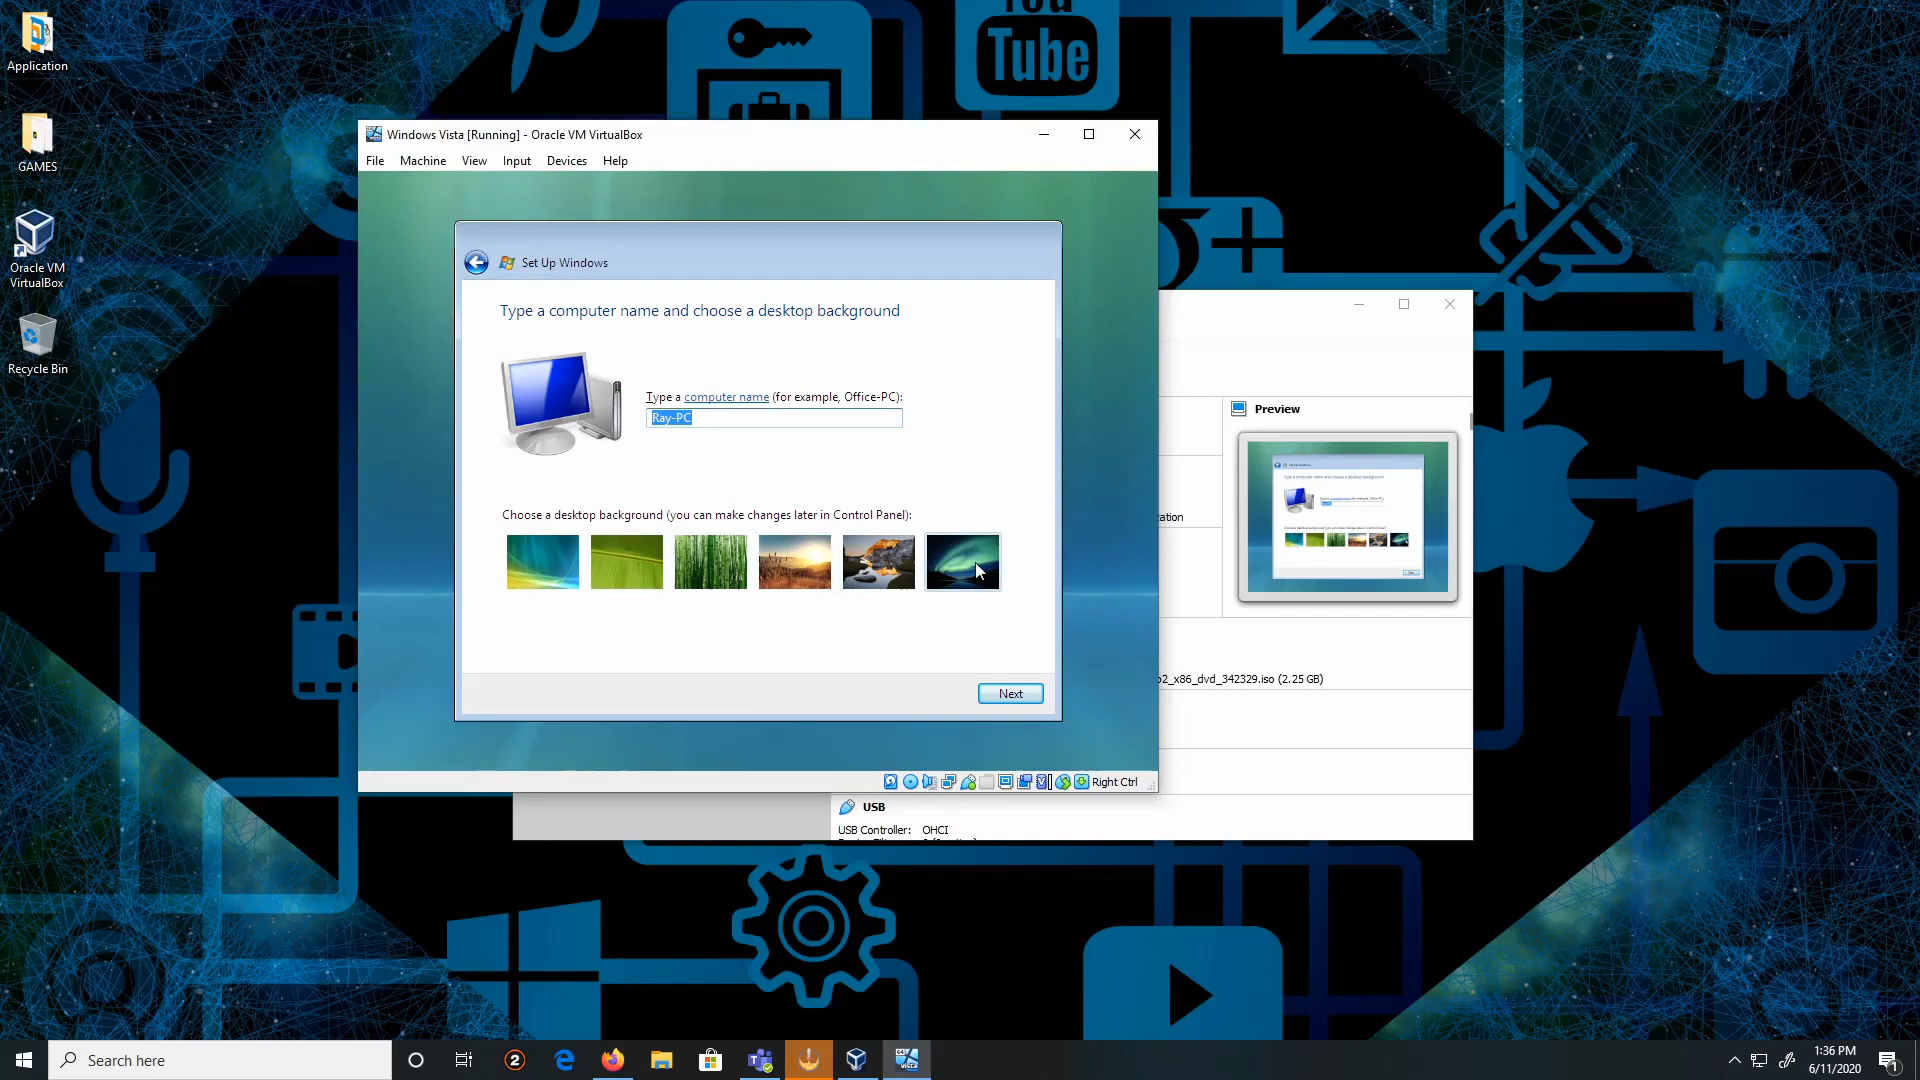 Application
GAMES
Oracle VM
VirtualBox
Recycle Bin
You
Tube
Windows Vista [Running] - Oracle VM VirtualBox
File Machine View Input Devices Help
Set Up Windows
Type a computer name and choose a desktop background
Type a computer name (for example, Office-PC):
Ray-PC
Choose a desktop background (you can make changes later in Control Panel):
Next
Right Ctrl
Preview
ation
_x86_dvd_342329.iso (2.25 GB)
USB
USB Controller: OHCI
Search here
1:36 PM
6/11/2020